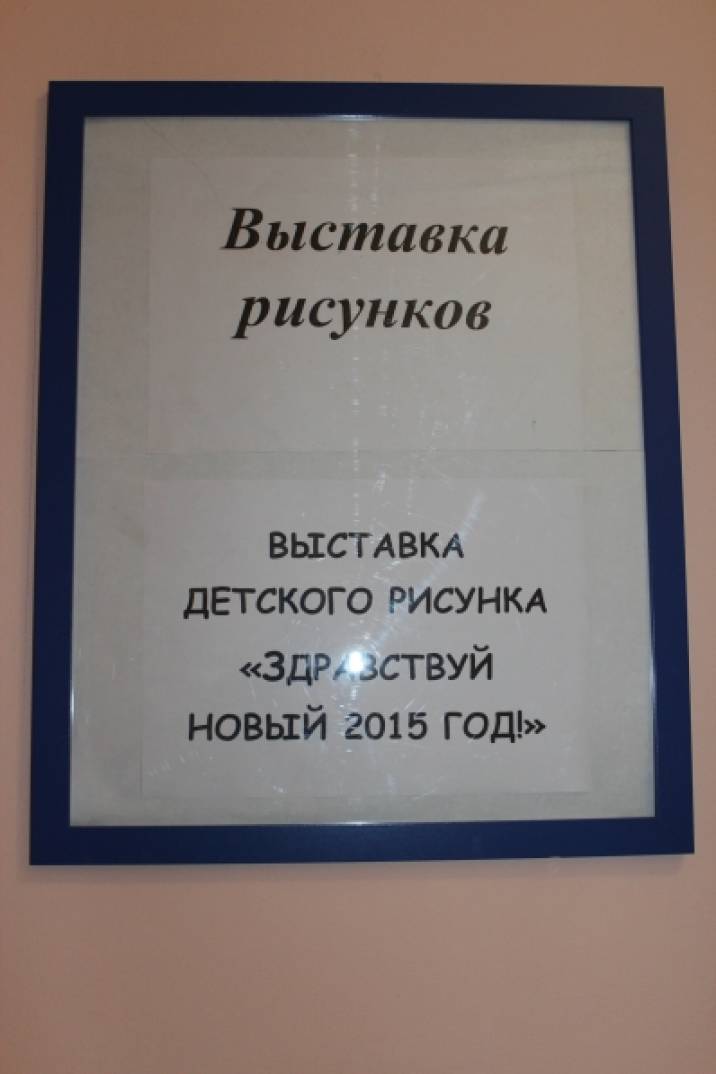 Выставка
рисунков
ВЫСТАВКА
ДЕТСКОГО РИСУНКА
«ЗДРАВСТВУЙ
НОВЫЙ 2015 ГОД!»